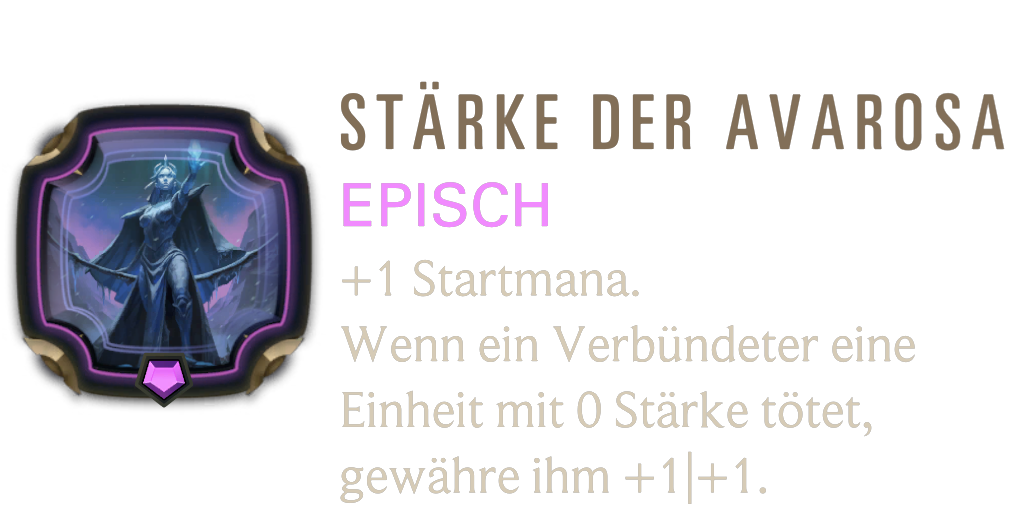 STÄRKE DER AVAROSA
EPISCH
+1 Startmana.
Wenn ein Verbündeter eine
Einheit mit 0 Stärke tötet,
gewähre ihm +1|+1.